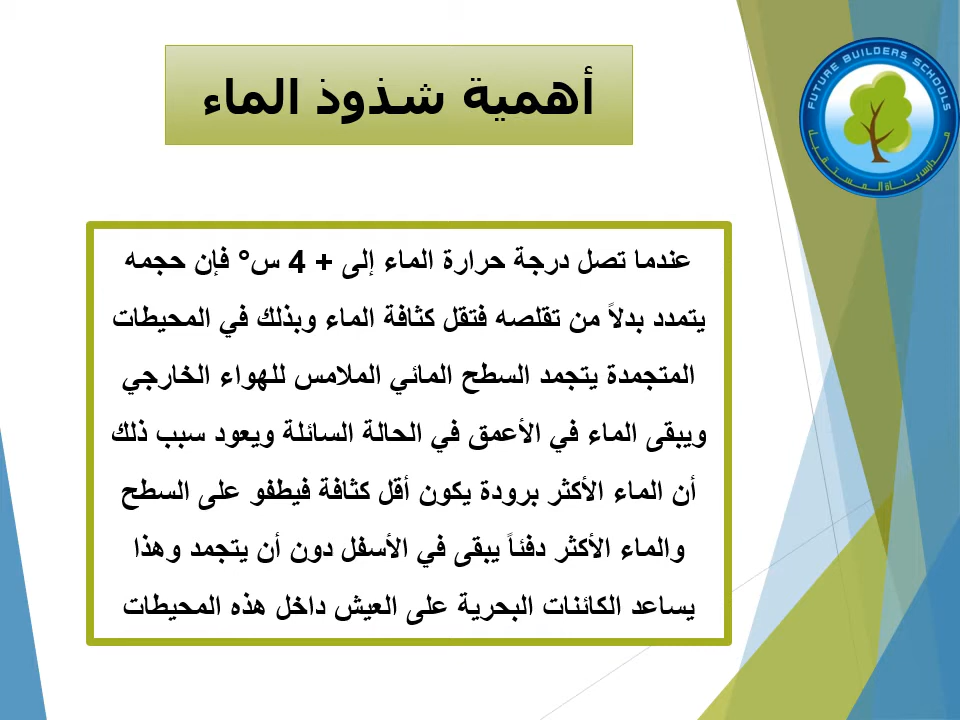 أهمية شذوذ الماء
FUTURE BUILDERS SCHOOLS
مدارس بناة المستقبل
عندما تصل درجة حرارة الماء إلى + 4 س° فإن حجمه
يتمدد بدلاً من تقلصه فتقل كثافة الماء وبذلك في المحيطات
المتجمدة يتجمد السطح المائي الملامس للهواء الخارجي
ويبقى الماء في الأعمق في الحالة السائلة ويعود سبب ذلك
أن الماء الأكثر برودة يكون أقل كثافة فيطفو على السطح
والماء الأكثر دفئاً يبقى في الأسفل دون أن يتجمد وهذا
يساعد الكائنات البحرية على العيش داخل هذه المحيطات